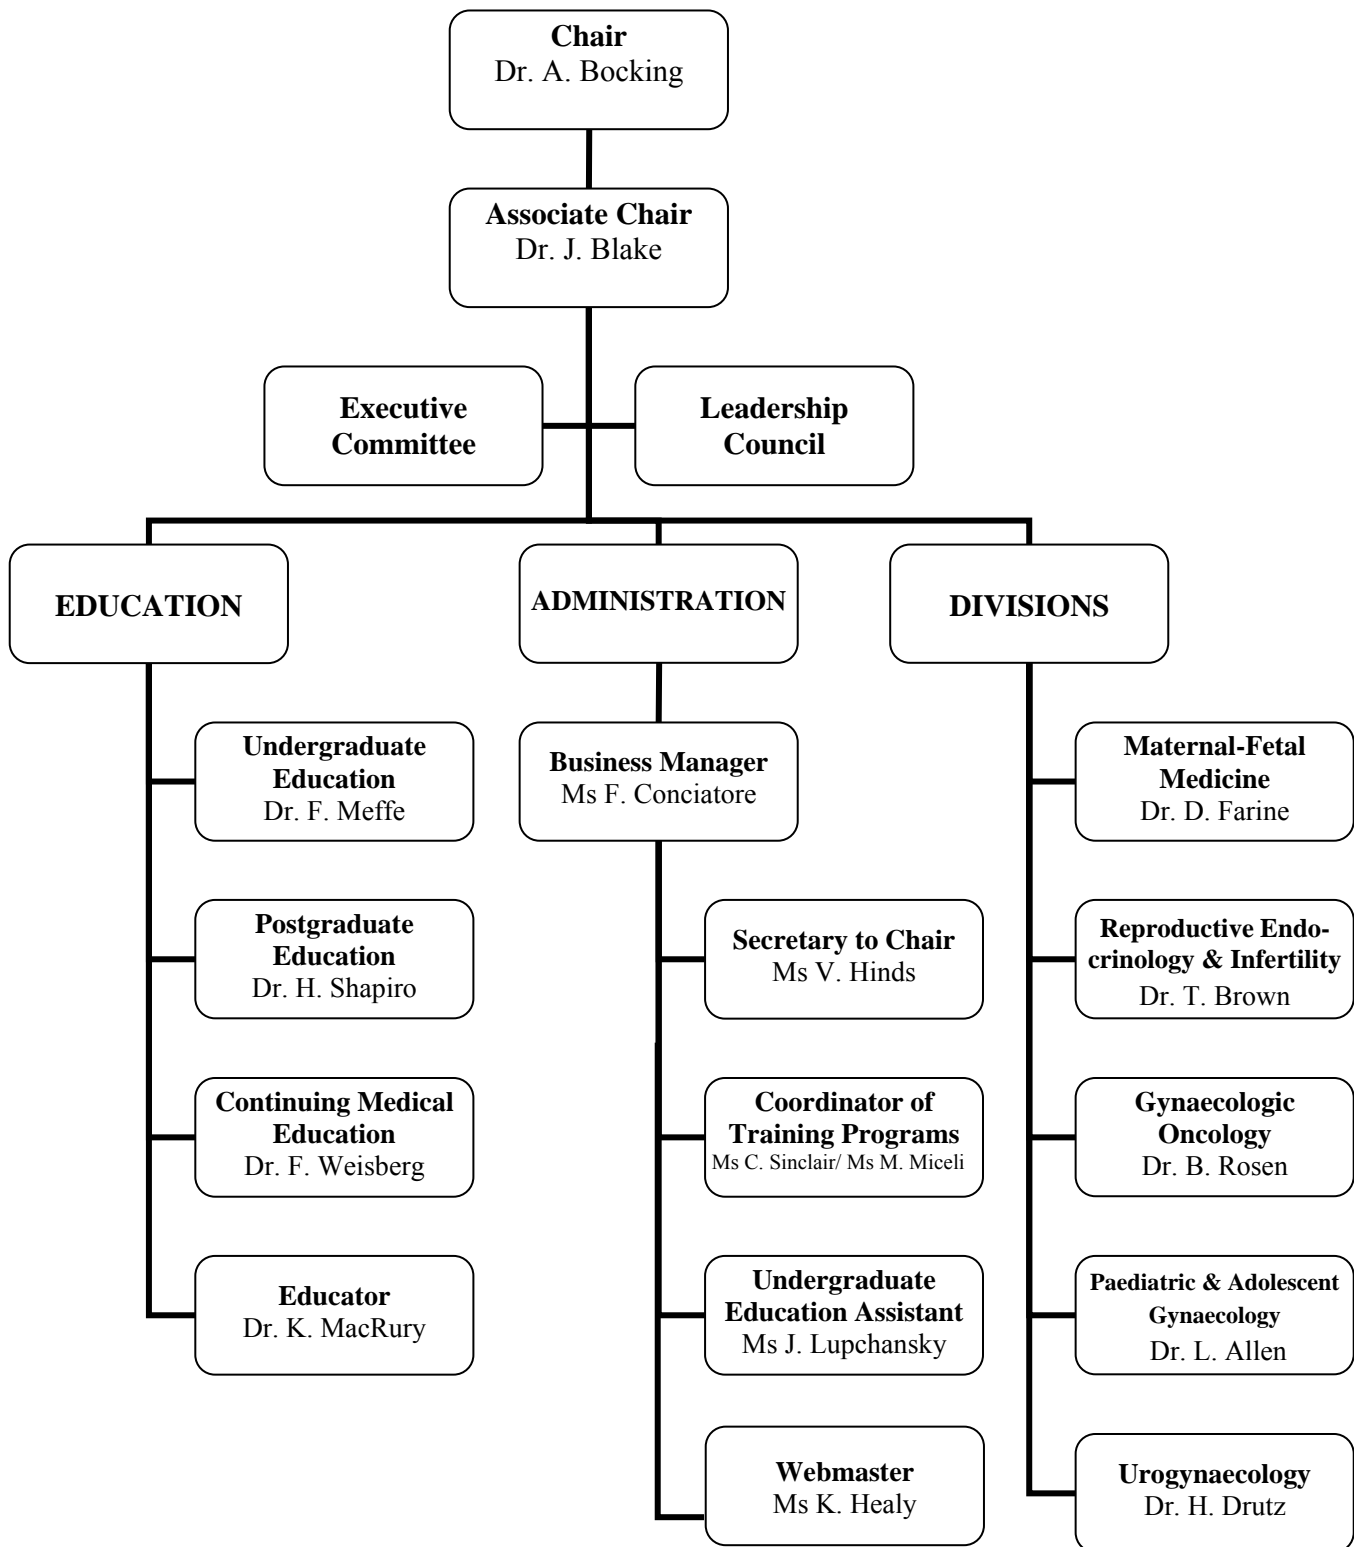 Chair
Dr. A. Bocking
Associate Chair
Dr. J. Blake
Executive
Committee
Leadership
Council
EDUCATION
ADMINISTRATION
DIVISIONS
Undergraduate
Education
Dr. F. Meffe
Postgraduate
Education
Dr. H. Shapiro
Continuing Medical
Education
Dr. F. Weisberg
Educator
Dr. K. MacRury
Business Manager
Ms F. Conciatore
Secretary to Chair
Ms V. Hinds
Coordinator of
Training Programs
Ms C. Sinclair/ Ms M. Miceli
Undergraduate
Education Assistant
Ms J. Lupchansky
Webmaster
Ms K. Healy
Maternal-Fetal
Medicine
Dr. D. Farine
Reproductive Endo-
crinology & Infertility
Dr. T. Brown
Gynaecologic
Oncology
Dr. B. Rosen
Paediatric & Adolescent
Gynaecology
Dr. L. Allen
Urogynaecology
Dr. H. Drutz